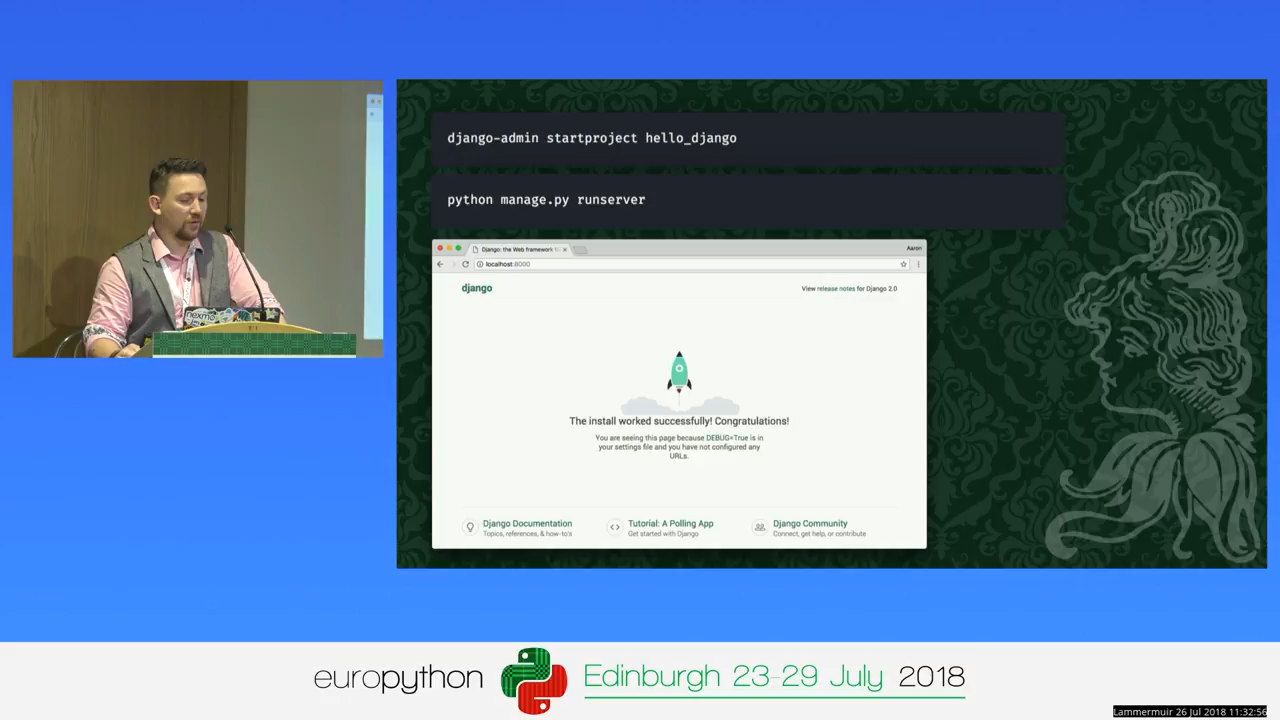 django-admin startproject hello_django
python manage.py runserver
Django: the Web framework
Aaron
localhost:8000
django
View release notes for Django 2.0
The install worked successfully! Congratulations!
You are seeing this page because DEBUG=True is in
your settings file and you have not configured any
URLs.
Django Documentation
Topics, references, & how-to's
Tutorial: A Polling App
Get started with Django
Django Community
Connect, get help, or contribute
nexmo
europython
Edinburgh 23-29 July 2018
Lammermuir 26 Jul 2018 11:32:56